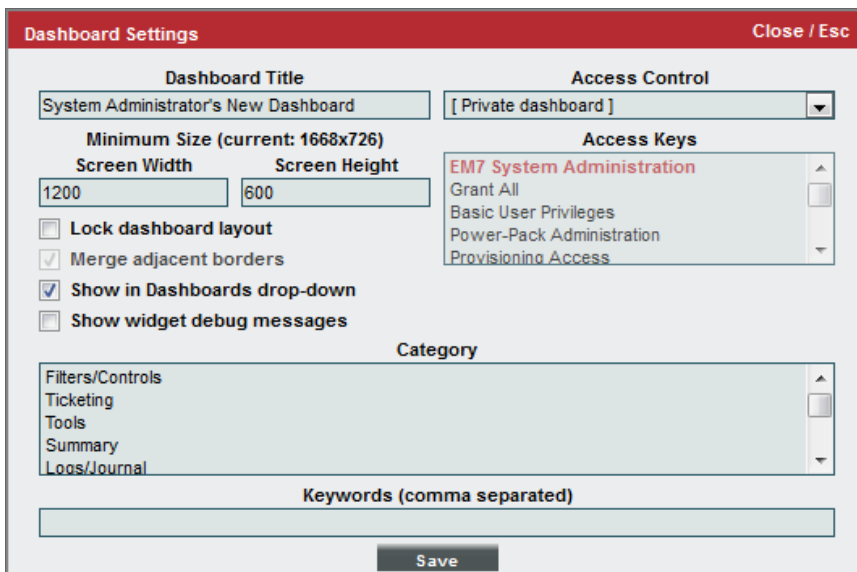 Dashboard Settings
Close / Esc
Dashboard Title
System Administrator's New Dashboard
Access Control
[ Private dashboard ]
Minimum Size (current: 1668x726)
Screen Width
Screen Height
1200
600
Access Keys
EM7 System Administration
Grant All
Basic User Privileges
Power-Pack Administration
Provisioning Access
Lock dashboard layout
Merge adjacent borders
Show in Dashboards drop-down
Show widget debug messages
Category
Filters/Controls
Ticketing
Tools
Summary
Logs/Journal
Keywords (comma separated)
Save